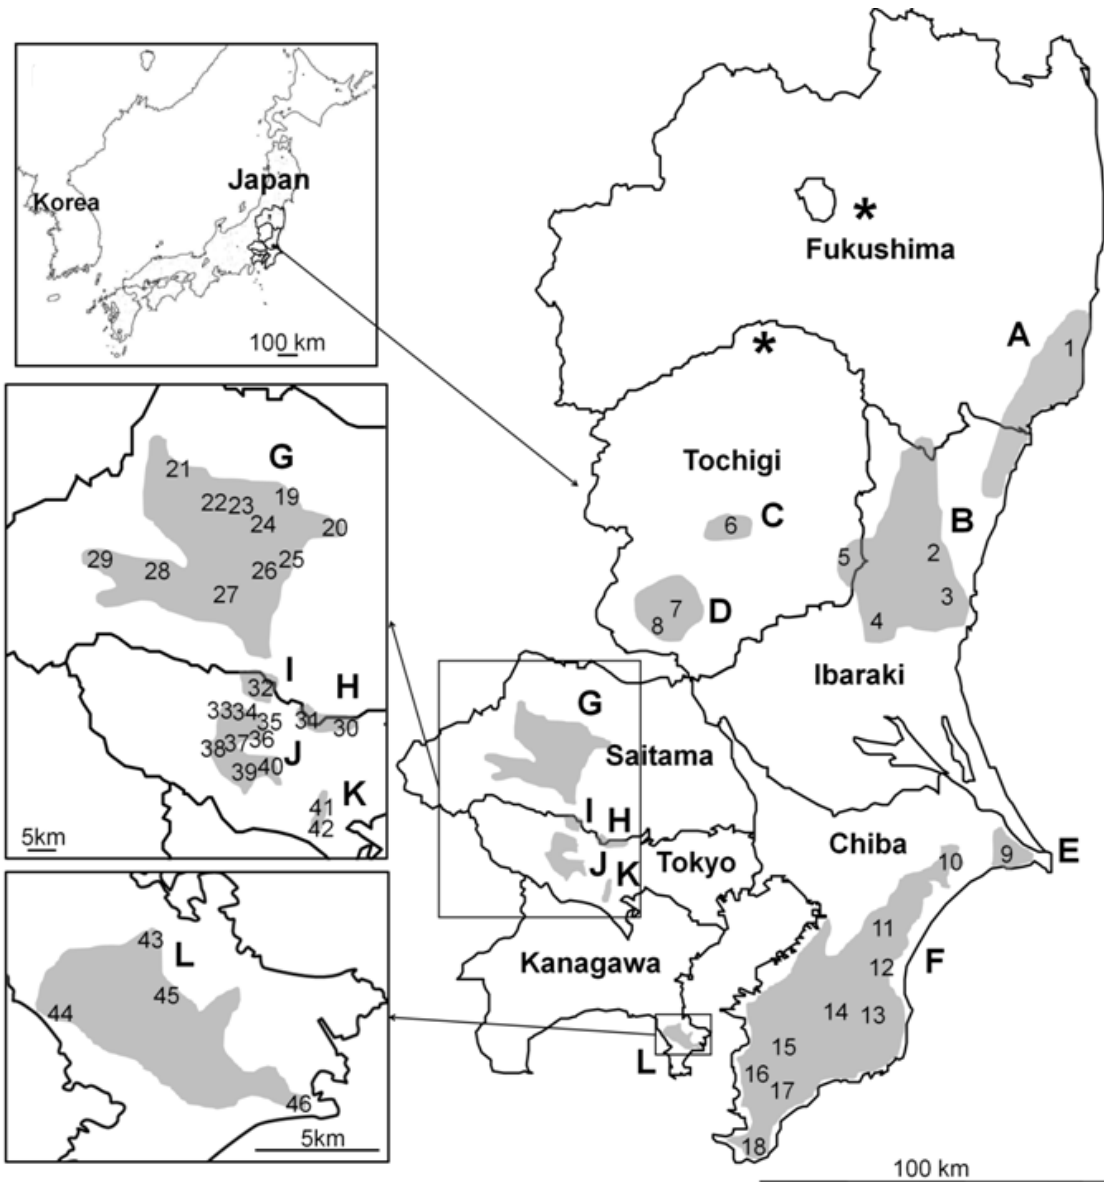 Japan
Korea
100 km
*
Fukushima
A
1
*
Tochigi
6
C
B
2
5
3
4
7
8
D
Ibaraki
G
21
22
23
19
24
20
29
28
25
26
27
I
32
H
33
34
31
30
35
38
37
36
J
39
40
K
41
42
5km
G
Saitama
I
H
J
K
Tokyo
Chiba
10
9
E
11
12
F
14
13
15
16
17
18
Kanagawa
L
43
L
45
44
46
5km
100 km